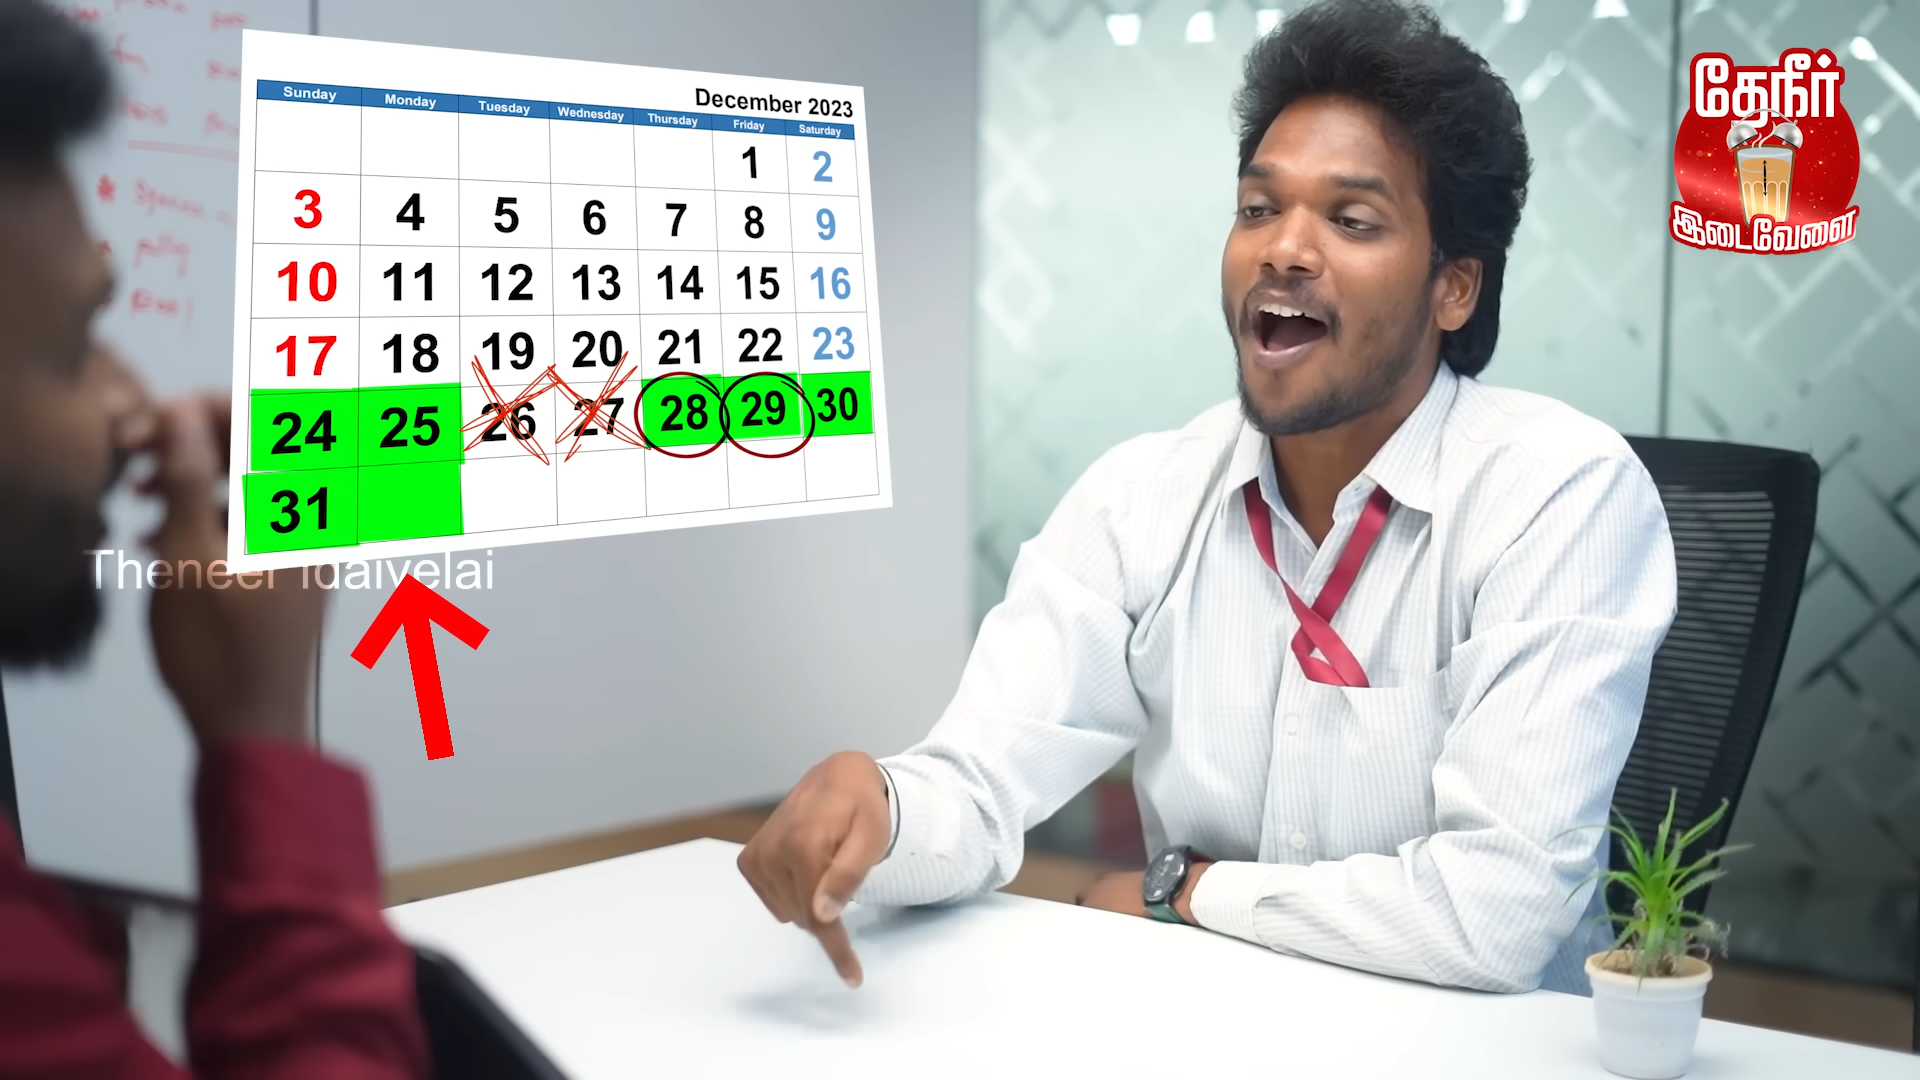 December 2023
Sunday Monday Tuesday Wednesday Thursday Friday Saturday
1 2
3 4 5 6 7 8 9
10 11 12 13 14 15 16
17 18 19 20 21 22 23
24 25 26 27 28 29 30
31
Theneer Idaivelai
தேநீர்
இடைவேளை